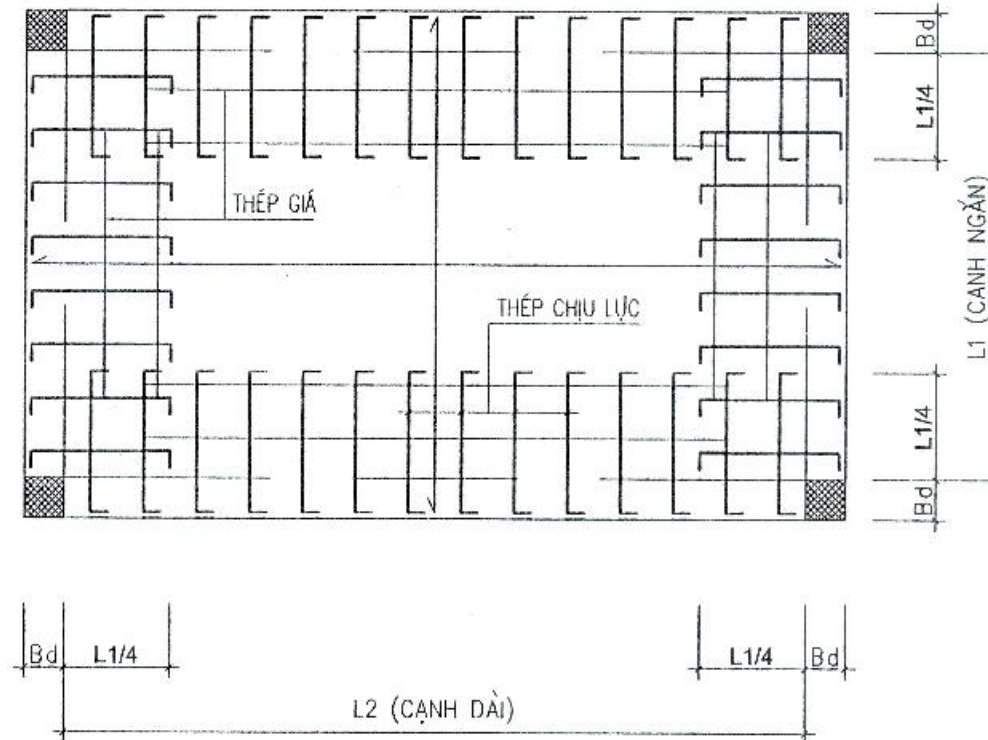 Bd
L1/4
THÉP GIÁ
L1 (CẠNH NGẮN)
THÉP CHỊU LỰC
L1/4
Bd
Bd
L1/4
L1/4
Bd
L2 (CẠNH DÀI)